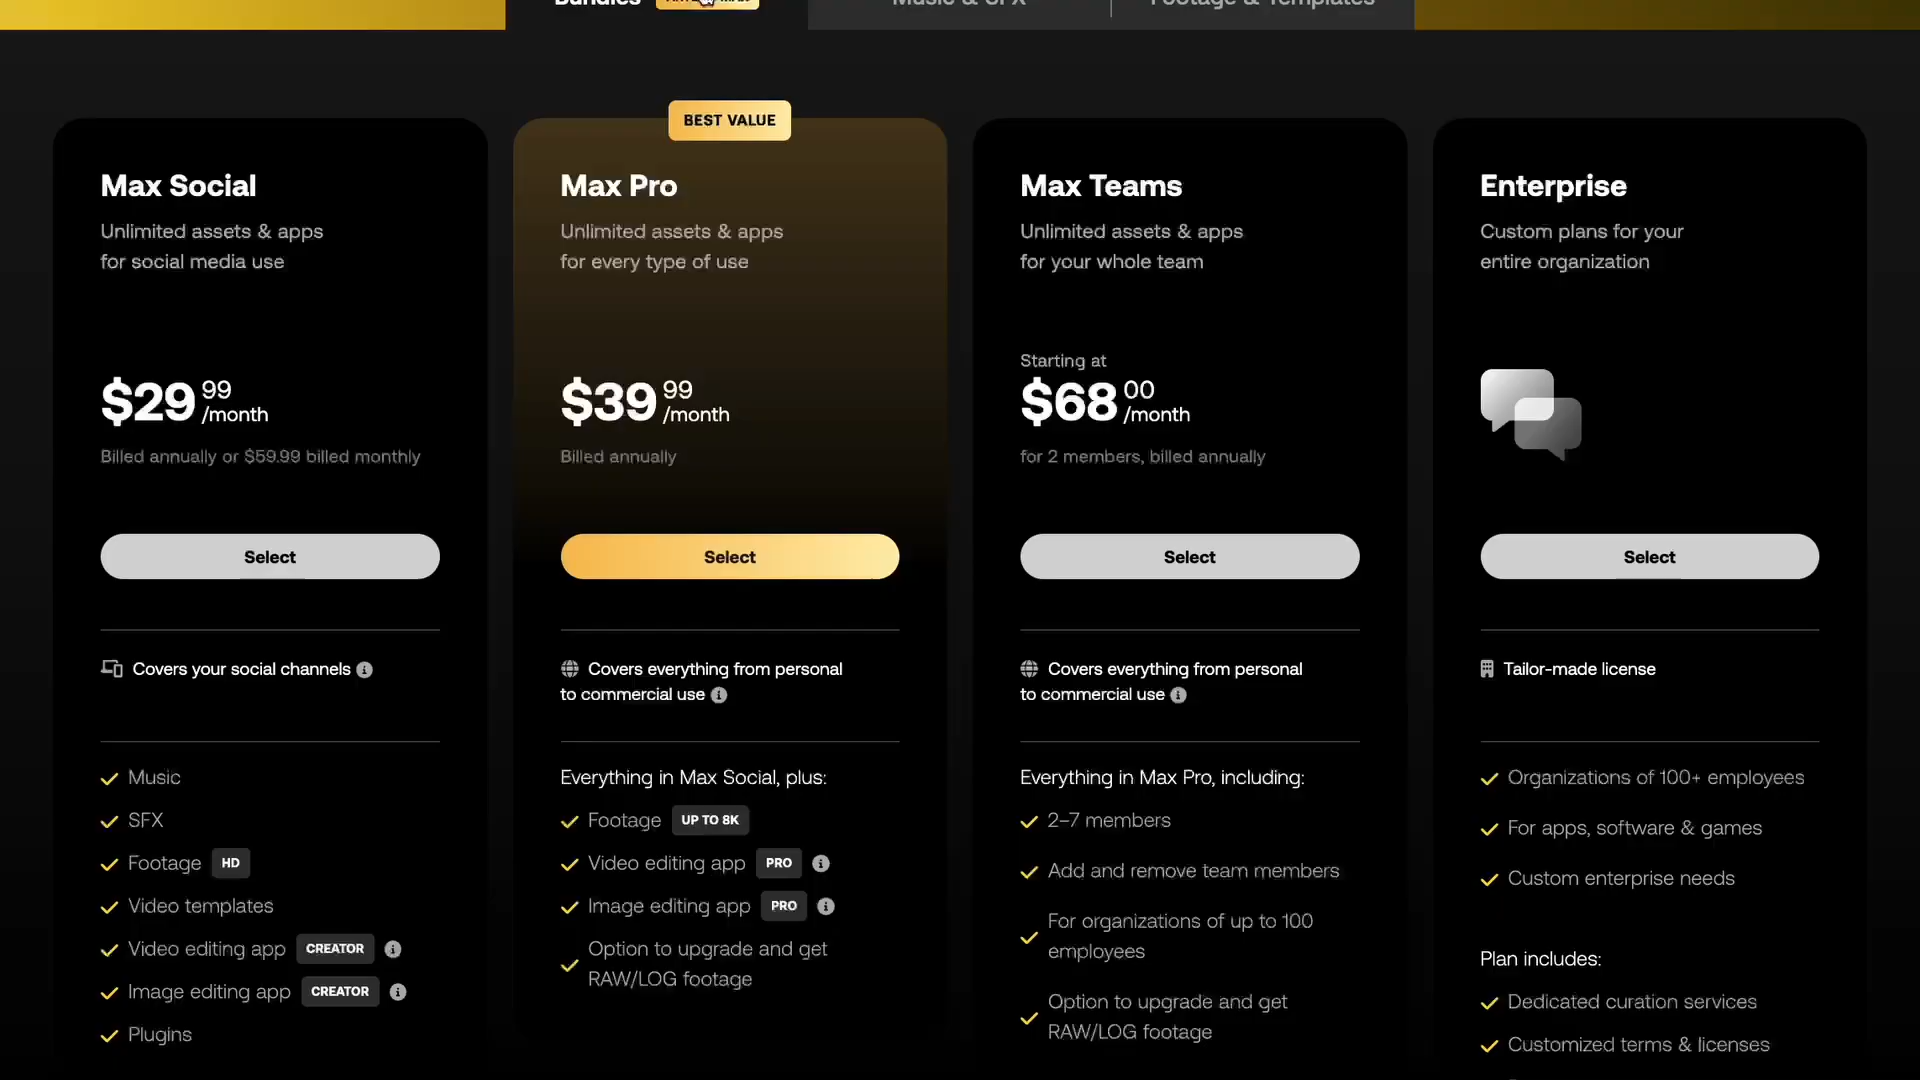 Bundles
Music & SFX
Footage & Templates
BEST VALUE
Max Social
Unlimited assets & apps
for social media use
$29 99
/month
Billed annually or $59.99 billed monthly
Select
Covers your social channels
Music
SFX
Footage HD
Video templates
Video editing app CREATOR
Image editing app CREATOR
Plugins
Max Pro
Unlimited assets & apps
for every type of use
$39 99
/month
Billed annually
Select
Covers everything from personal
to commercial use
Everything in Max Social, plus:
Footage UP TO 8K
Video editing app PRO
Image editing app PRO
Option to upgrade and get
RAW/LOG footage
Max Teams
Unlimited assets & apps
for your whole team
Starting at
$68 00
/month
for 2 members, billed annually
Select
Covers everything from personal
to commercial use
Everything in Max Pro, including:
2–7 members
Add and remove team members
For organizations of up to 100
employees
Option to upgrade and get
RAW/LOG footage
Enterprise
Custom plans for your
entire organization
Select
Tailor-made license
Organizations of 100+ employees
For apps, software & games
Custom enterprise needs
Plan includes:
Dedicated curation services
Customized terms & licenses